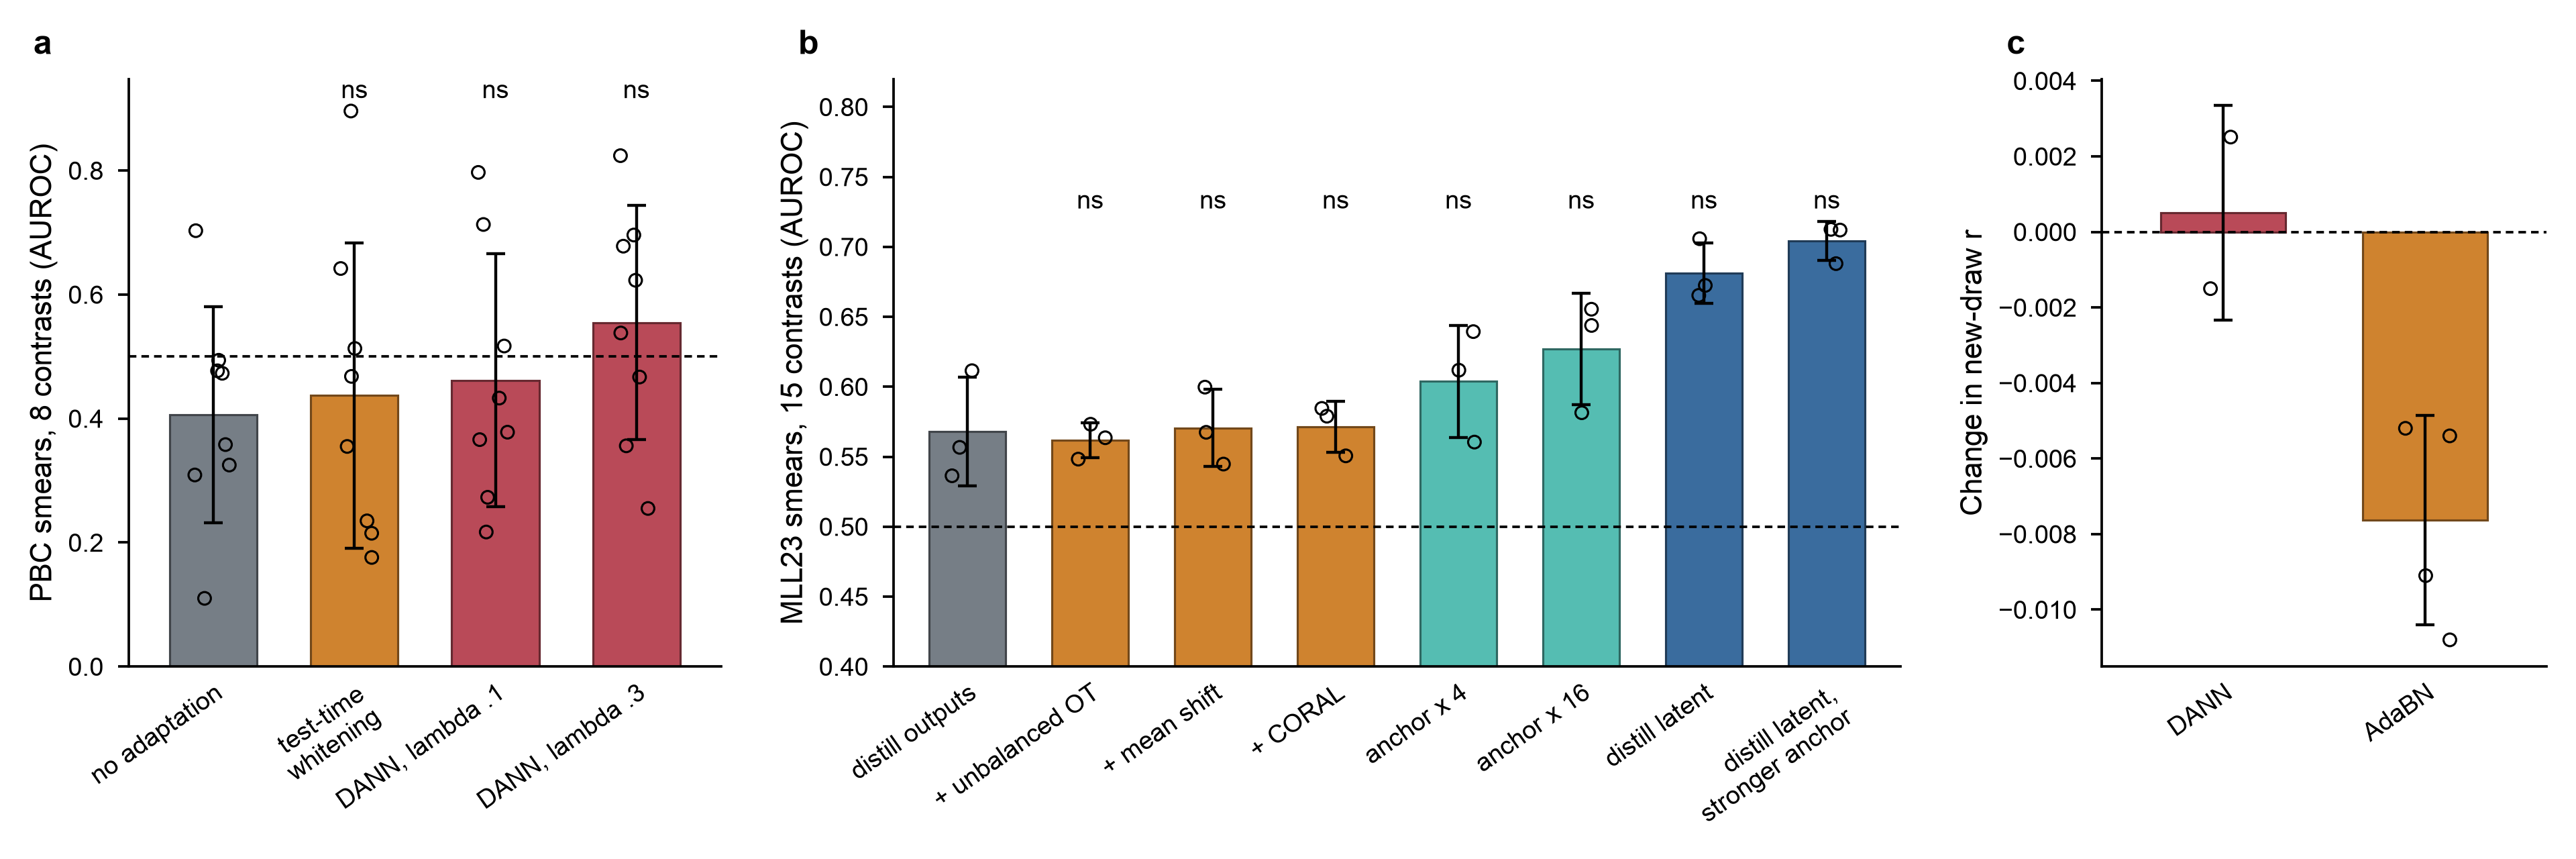 a
PBC smears, 8 contrasts (AUROC)
0.8
0.6
0.4
0.2
0.0
ns
ns
ns
no adaptation
test-time
whitening
DANN, lambda .1
DANN, lambda .3
b
MLL23 smears, 15 contrasts (AUROC)
0.80
0.75
0.70
0.65
0.60
0.55
0.50
0.45
0.40
ns
ns
ns
ns
ns
ns
ns
distill outputs
+ unbalanced OT
+ mean shift
+ CORAL
anchor x 4
anchor x 16
distill latent
distill latent,
stronger anchor
c
Change in new-draw r
0.004
0.002
0.000
−0.002
−0.004
−0.006
−0.008
−0.010
DANN
AdaBN